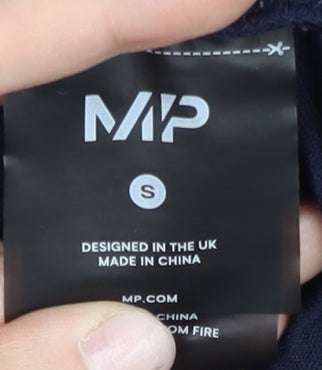 MP
S
DESIGNED IN THE UK
MADE IN CHINA
MP.COM
CHINA
FIRE